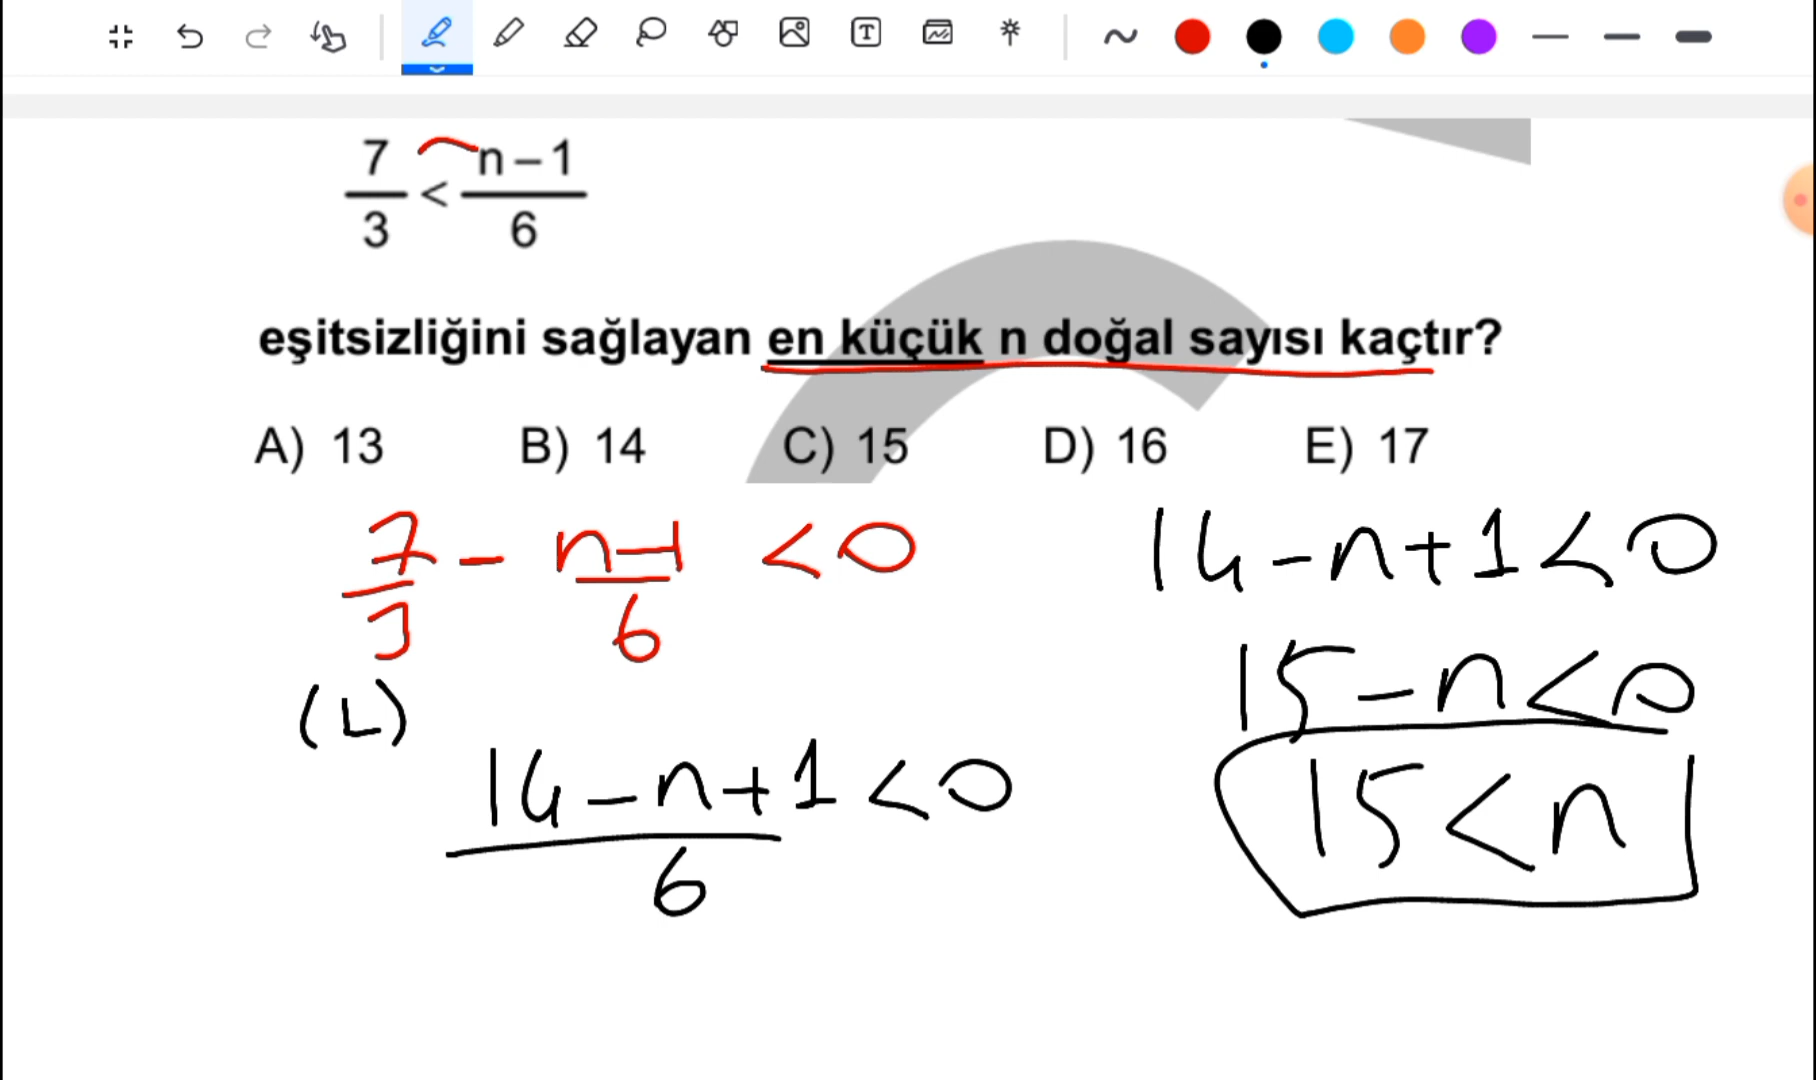 7/3 < n – 1/6
eşitsizliğini sağlayan en küçük n doğal sayısı kaçtır?
A) 13 B) 14 C) 15 D) 16 E) 17
7/3 - n-1/6 < 0
(2)
14-n+1/6 < 0
14-n+1<0
15-n<0
15<n